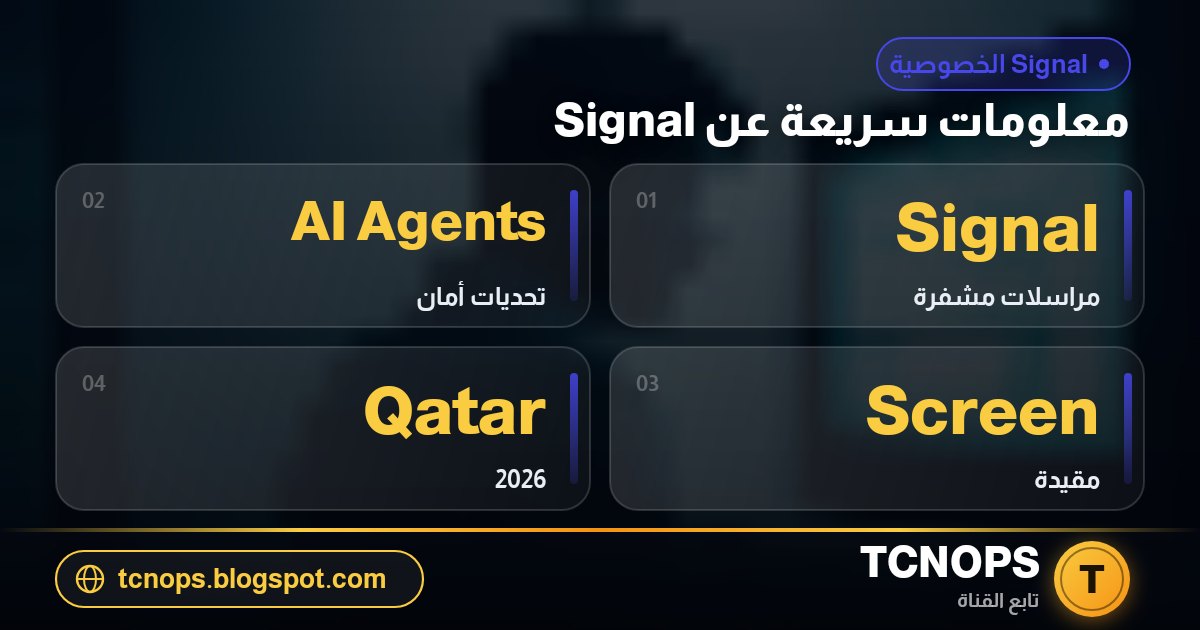 • Signal الخصوصية
معلومات سريعة عن Signal
01
Signal
مراسلات مشفرة
02
AI Agents
تحديات أمان
03
Screen
مقيدة
04
Qatar
2026
T
TCNOPS
تابع القناة
tcnops.blogspot.com